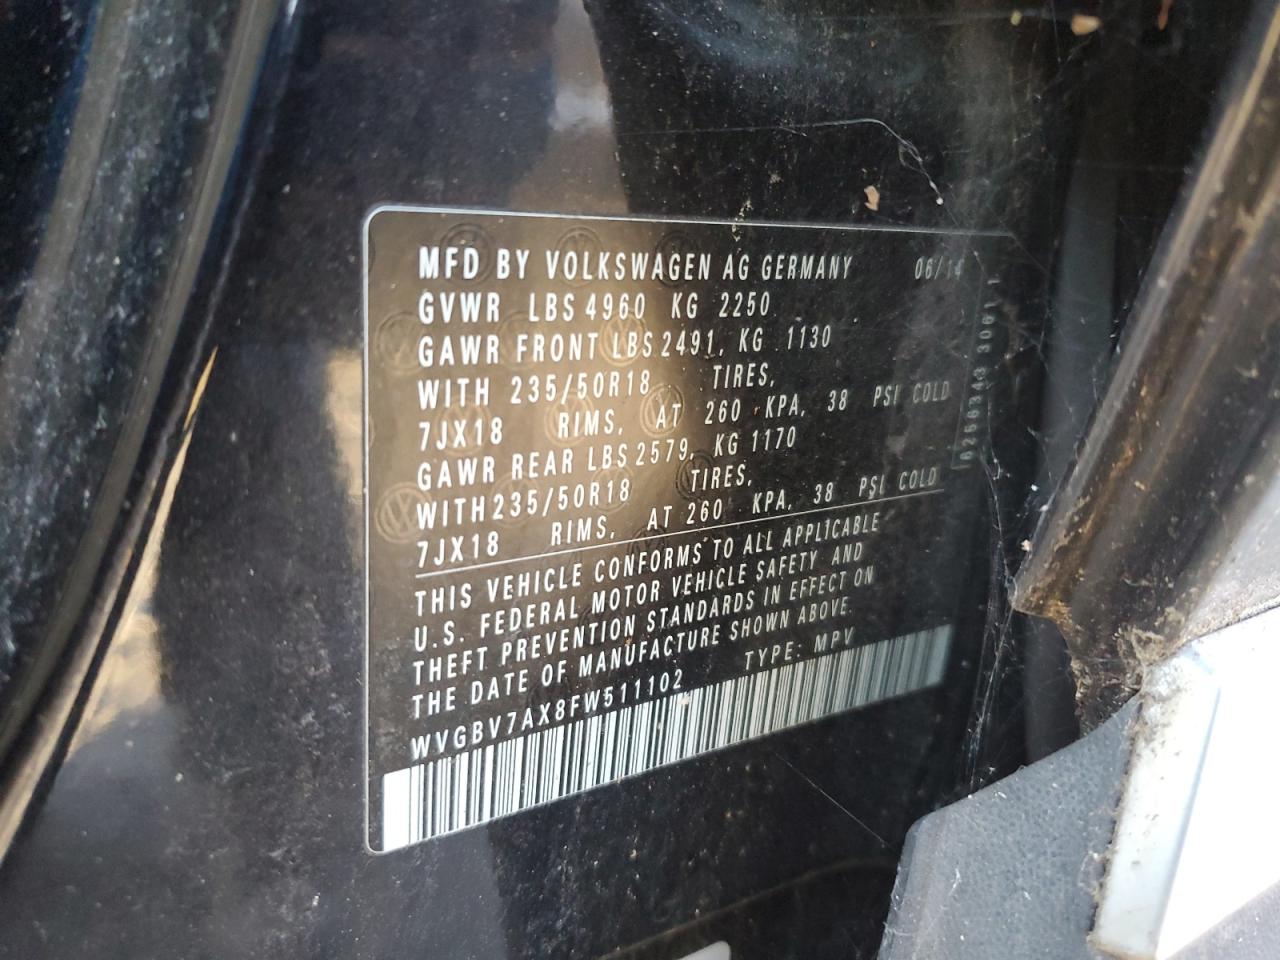 MFD BY VOLKSWAGEN AG GERMANY 06/14
GVWR LBS 4960 KG 2250
GAWR FRONT LBS 2491, KG 1130
WITH 235/50R18 TIRES,
7JX18 RIMS, AT 260 KPA, 38 PSI COLD
GAWR REAR LBS 2579, KG 1170
WITH 235/50R18 TIRES,
7JX18 RIMS, AT 260 KPA, 38 PSI COLD
THIS VEHICLE CONFORMS TO ALL APPLICABLE
U.S. FEDERAL MOTOR VEHICLE SAFETY AND
THEFT PREVENTION STANDARDS IN EFFECT ON
THE DATE OF MANUFACTURE SHOWN ABOVE.
WVGBV7AX8FW511102 TYPE: MPV